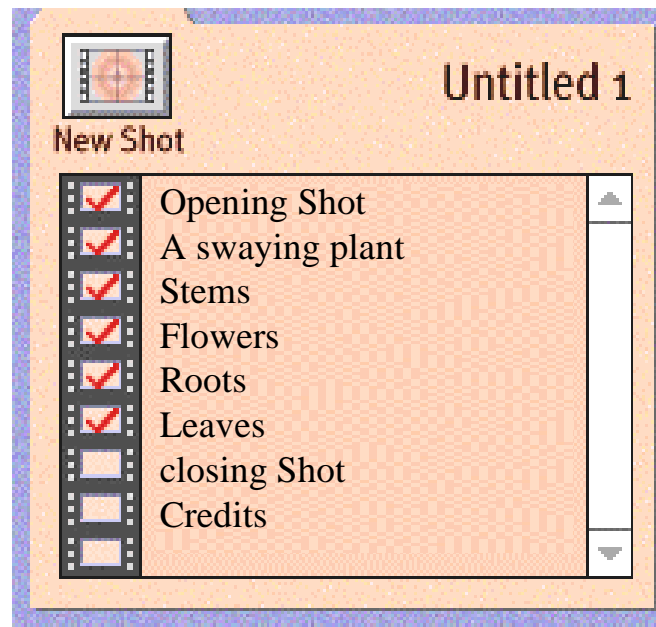 Untitled 1
New Shot
Opening Shot
A swaying plant
Stems
Flowers
Roots
Leaves
closing Shot
Credits